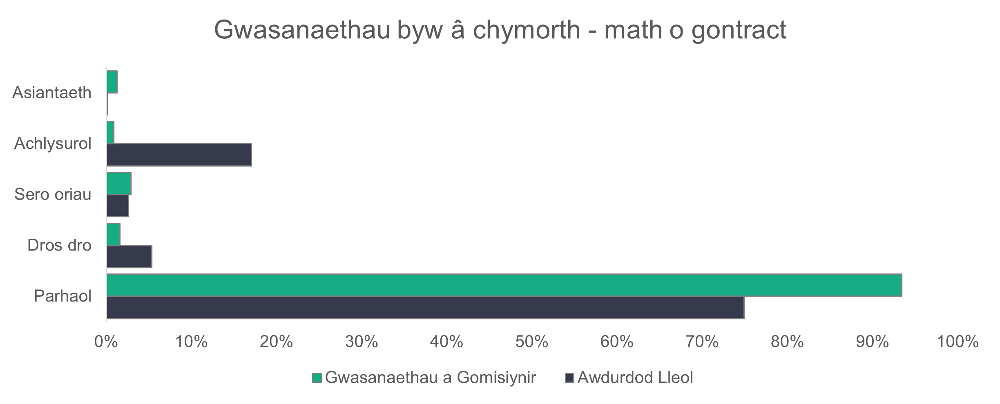 Gwasanaethau byw â chymorth - math o gontract
Asiantaeth
Achlysurol
Sero oriau
Dros dro
Parhaol
0% 10% 20% 30% 40% 50% 60% 70% 80% 90% 100%
Gwasanaethau a Gomisiynir Awdurdod Lleol